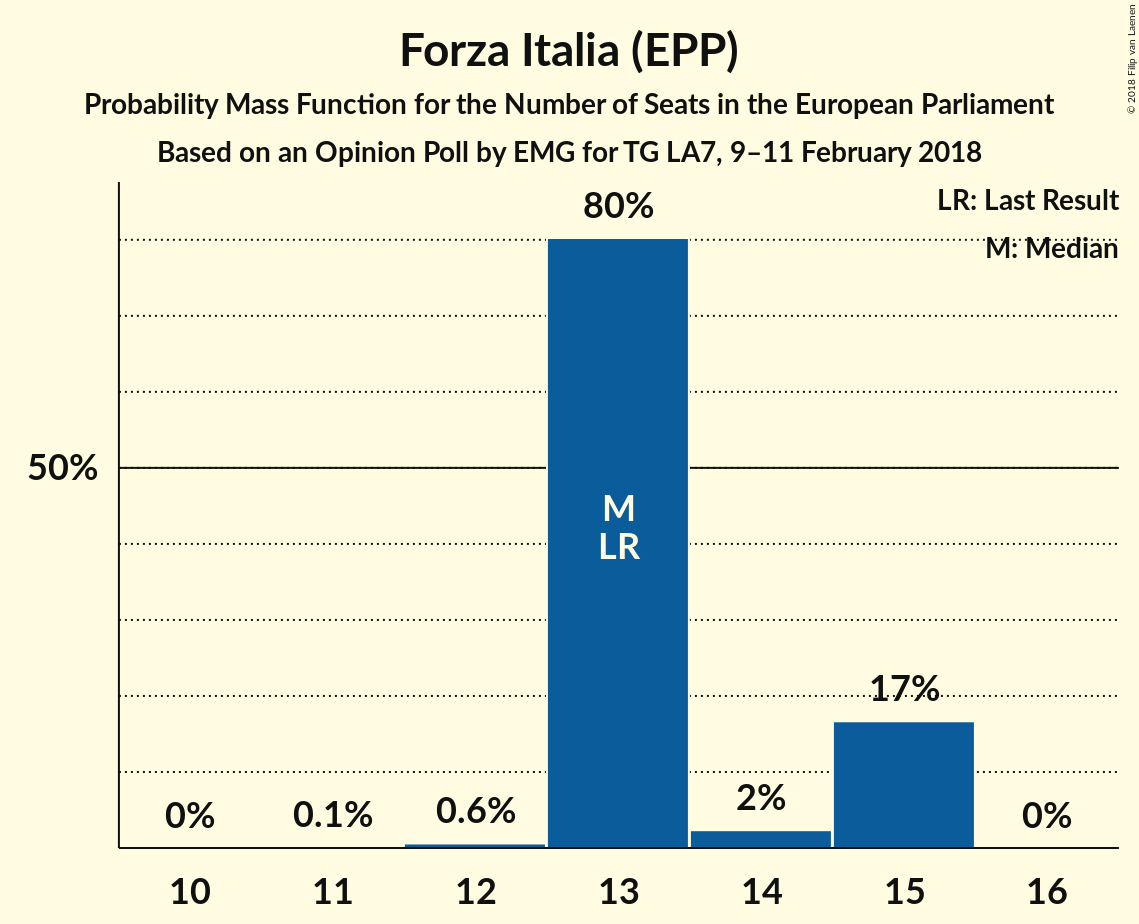 Forza Italia (EPP)
Probability Mass Function for the Number of Seats in the European Parliament
Based on an Opinion Poll by EMG for TG LA7, 9–11 February 2018
© 2018 Filip van Laenen
LR: Last Result
M: Median
80%
50%
M
LR
17%
0%
0.1%
0.6%
2%
0%
10
11
12
13
14
15
16